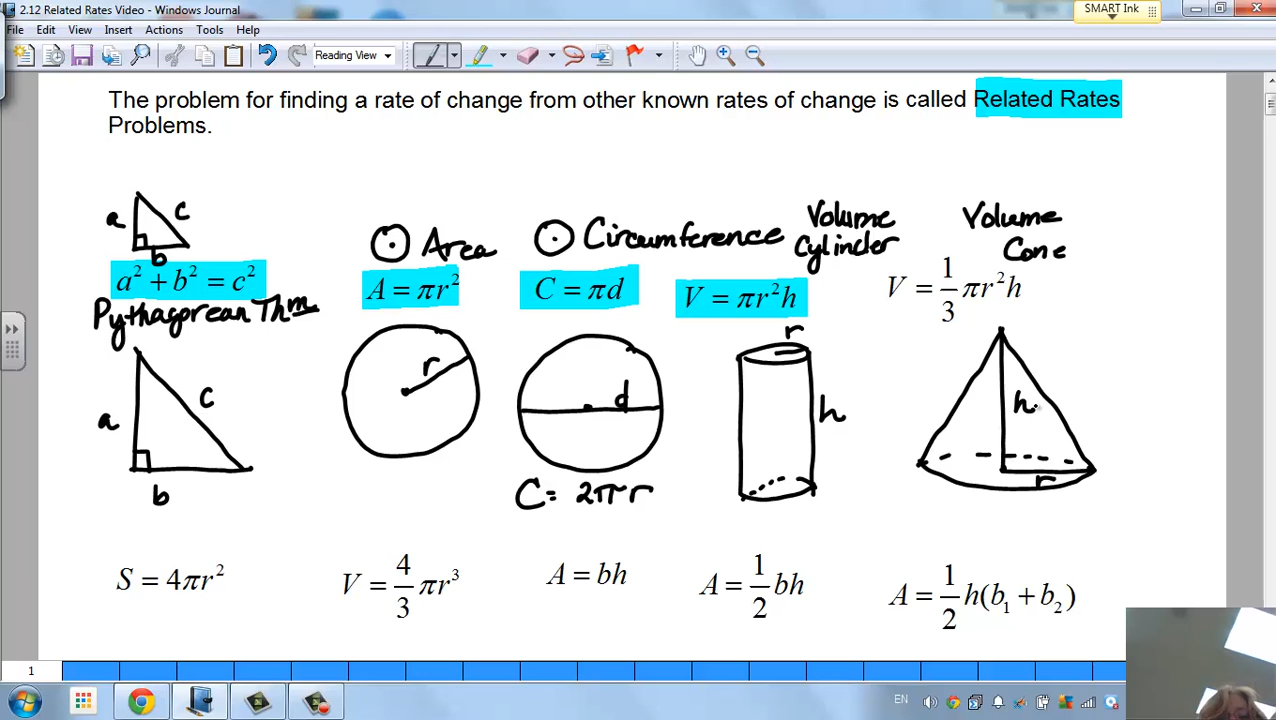 2.12 Related Rates Video - Windows Journal
SMART Ink
File Edit View Insert Actions Tools Help
Reading View
The problem for finding a rate of change from other known rates of change is called Related Rates
Problems.
a c
b
a² + b² = c²
Pythagorean Thm
a c
b
⊙ Area
A = πr²
r
⊙ Circumference
C = πd
d
C = 2πr
Volume
Cylinder
V = πr²h
r
h
Volume
Cone
V = 1/3 πr²h
h
r
S = 4πr²
V = 4/3 πr³
A = bh
A = 1/2 bh
A = 1/2 h(b₁ + b₂)
1
EN